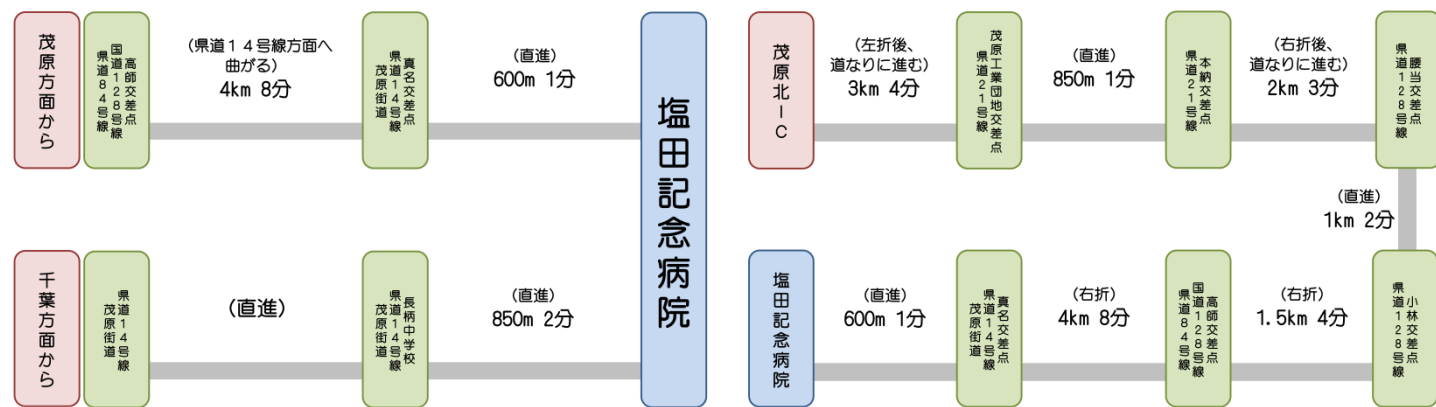 茂原方面から
高師交差点
国道128号線
県道84号線
(県道14号線方面へ
曲がる)
4km 8分
真名交差点
県道14号線
茂原街道
(直進)
600m 1分
塩田記念病院
千葉方面から
県道14号線
茂原街道
(直進)
長柄中学校
県道14号線
茂原街道
(直進)
850m 2分
茂原北IC
(左折後、
道なりに進む)
3km 4分
茂原工業団地交差点
県道21号線
(直進)
850m 1分
本納交差点
県道21号線
(右折後、
道なりに進む)
2km 3分
腰当交差点
県道128号線
(直進)
1km 2分
小林交差点
県道128号線
(右折)
1.5km 4分
高師交差点
国道128号線
県道84号線
(右折)
4km 8分
真名交差点
県道14号線
茂原街道
(直進)
600m 1分
塩田記念病院